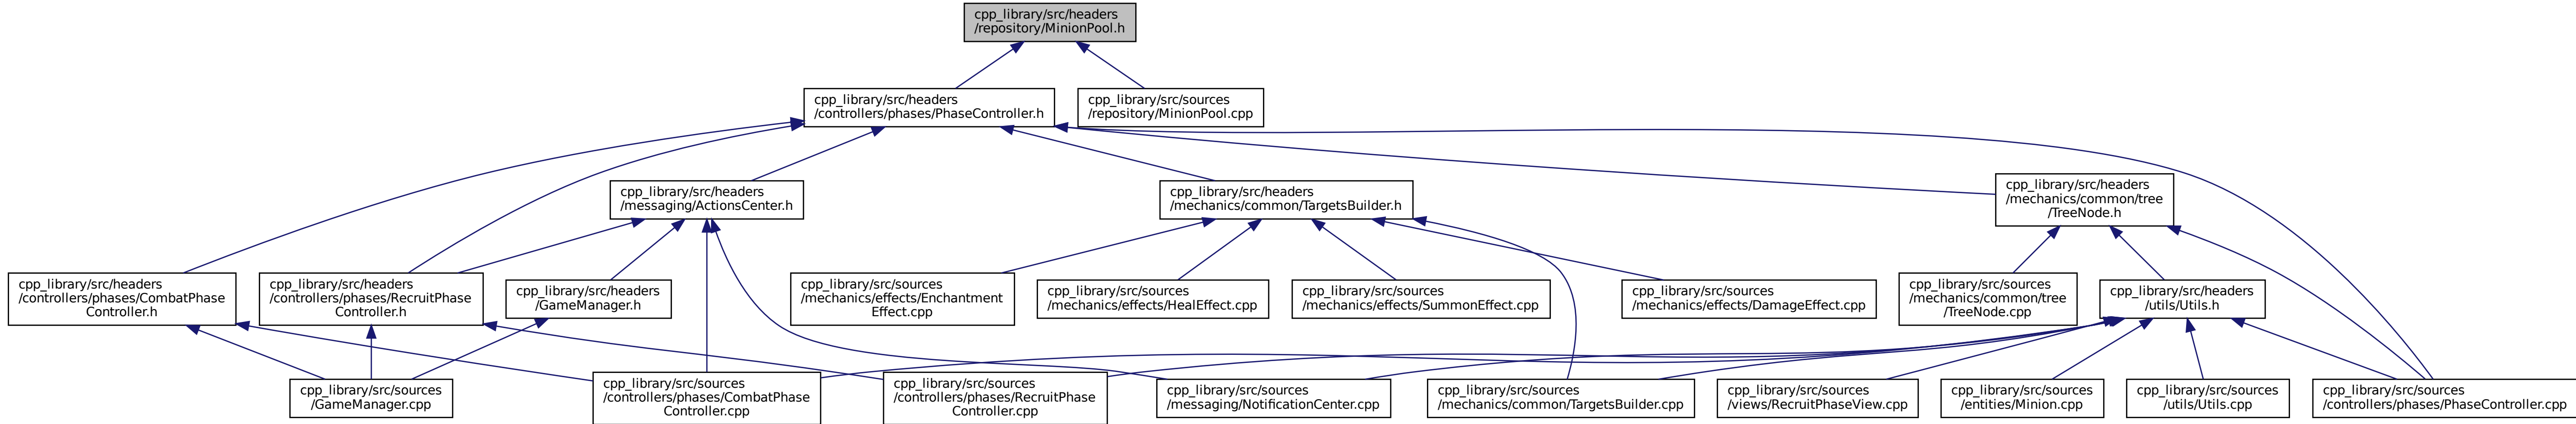 cpp_library/src/headers
/repository/MinionPool.h
cpp_library/src/headers
/controllers/phases/PhaseController.h
cpp_library/src/sources
/repository/MinionPool.cpp
cpp_library/src/headers
/messaging/ActionsCenter.h
cpp_library/src/headers
/mechanics/common/TargetsBuilder.h
cpp_library/src/headers
/mechanics/common/tree
/TreeNode.h
cpp_library/src/headers
/controllers/phases/CombatPhase
Controller.h
cpp_library/src/headers
/controllers/phases/RecruitPhase
Controller.h
cpp_library/src/headers
/GameManager.h
cpp_library/src/sources
/mechanics/effects/Enchantment
Effect.cpp
cpp_library/src/sources
/mechanics/effects/HealEffect.cpp
cpp_library/src/sources
/mechanics/effects/SummonEffect.cpp
cpp_library/src/sources
/mechanics/effects/DamageEffect.cpp
cpp_library/src/sources
/mechanics/common/tree
/TreeNode.cpp
cpp_library/src/headers
/utils/Utils.h
cpp_library/src/sources
/GameManager.cpp
cpp_library/src/sources
/controllers/phases/CombatPhase
Controller.cpp
cpp_library/src/sources
/controllers/phases/RecruitPhase
Controller.cpp
cpp_library/src/sources
/messaging/NotificationCenter.cpp
cpp_library/src/sources
/mechanics/common/TargetsBuilder.cpp
cpp_library/src/sources
/views/RecruitPhaseView.cpp
cpp_library/src/sources
/entities/Minion.cpp
cpp_library/src/sources
/utils/Utils.cpp
cpp_library/src/sources
/controllers/phases/PhaseController.cpp